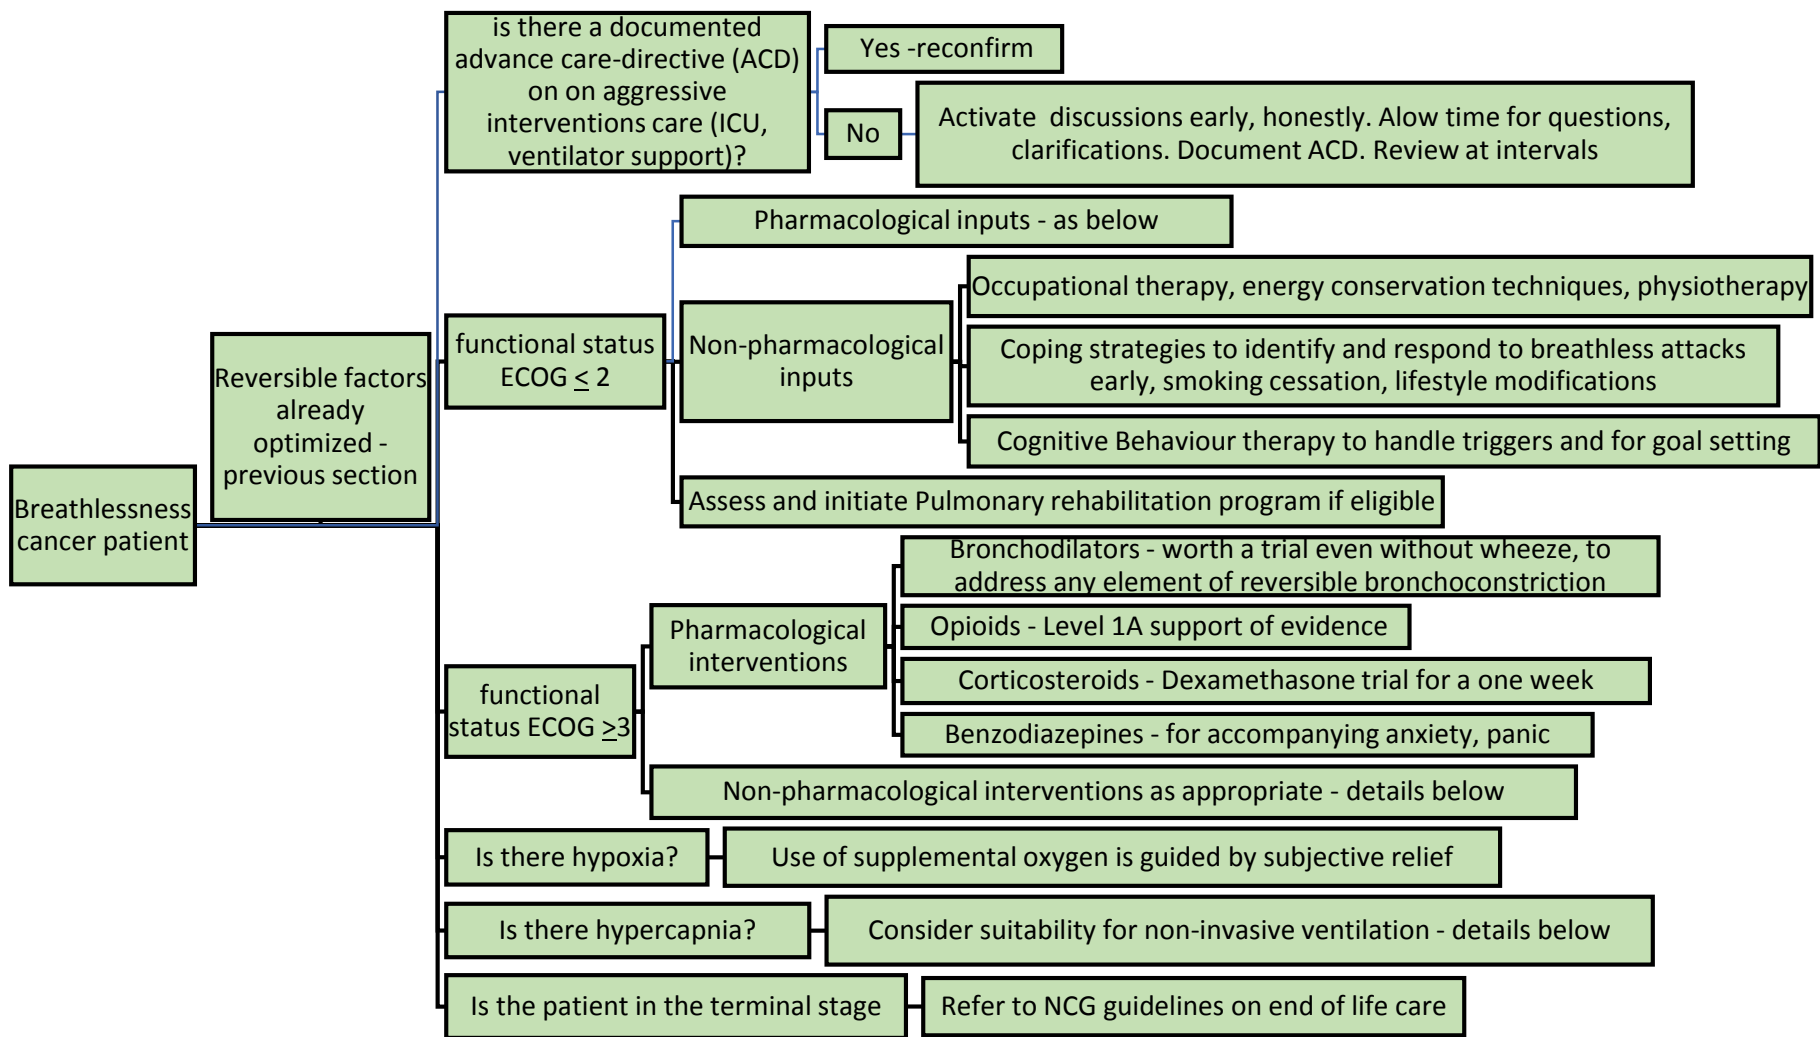 Breathlessness
cancer patient
Reversible factors
already
optimized -
previous section
is there a documented
advance care-directive (ACD)
on on aggressive
interventions care (ICU,
ventilator support)?
Yes -reconfirm
No
Activate  discussions early, honestly. Alow time for questions,
clarifications. Document ACD. Review at intervals
functional status
ECOG < 2
Pharmacological inputs - as below
Non-pharmacological
inputs
Occupational therapy, energy conservation techniques, physiotherapy
Coping strategies to identify and respond to breathless attacks
early, smoking cessation, lifestyle modifications
Cognitive Behaviour therapy to handle triggers and for goal setting
Assess and initiate Pulmonary rehabilitation program if eligible
functional
status ECOG >3
Pharmacological
interventions
Bronchodilators - worth a trial even without wheeze, to
address any element of reversible bronchoconstriction
Opioids - Level 1A support of evidence
Corticosteroids - Dexamethasone trial for a one week
Benzodiazepines - for accompanying anxiety, panic
Non-pharmacological interventions as appropriate - details below
Is there hypoxia?
Use of supplemental oxygen is guided by subjective relief
Is there hypercapnia?
Consider suitability for non-invasive ventilation - details below
Is the patient in the terminal stage
Refer to NCG guidelines on end of life care